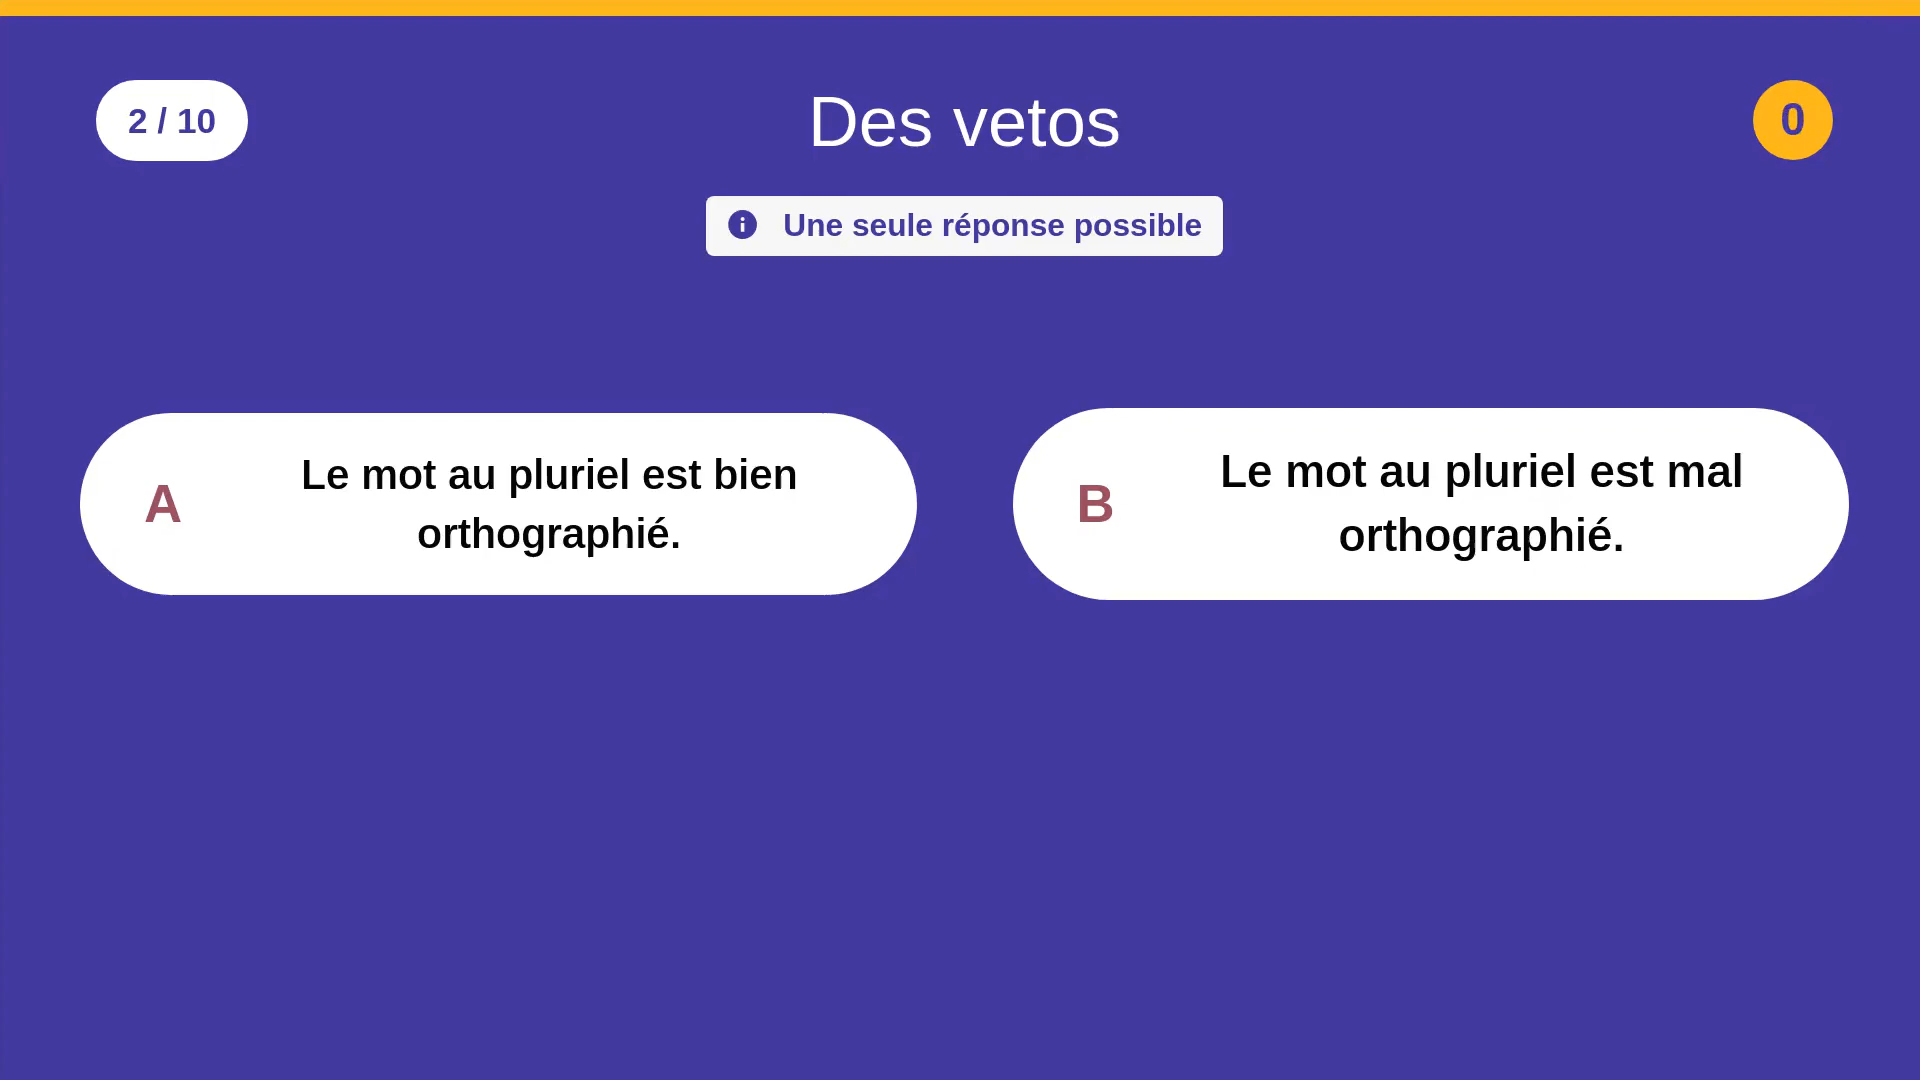 2 / 10
Des vetos
0
Une seule réponse possible
A
Le mot au pluriel est bien
orthographié.
B
Le mot au pluriel est mal
orthographié.